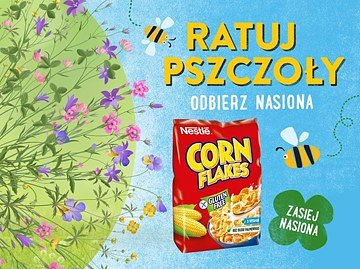 RATUJ
PSZCZOŁY
ODBIERZ NASIONA
Nestlé
CORN
FLAKES
GLUTEN
FREE
ZASIEJ
NASIONA